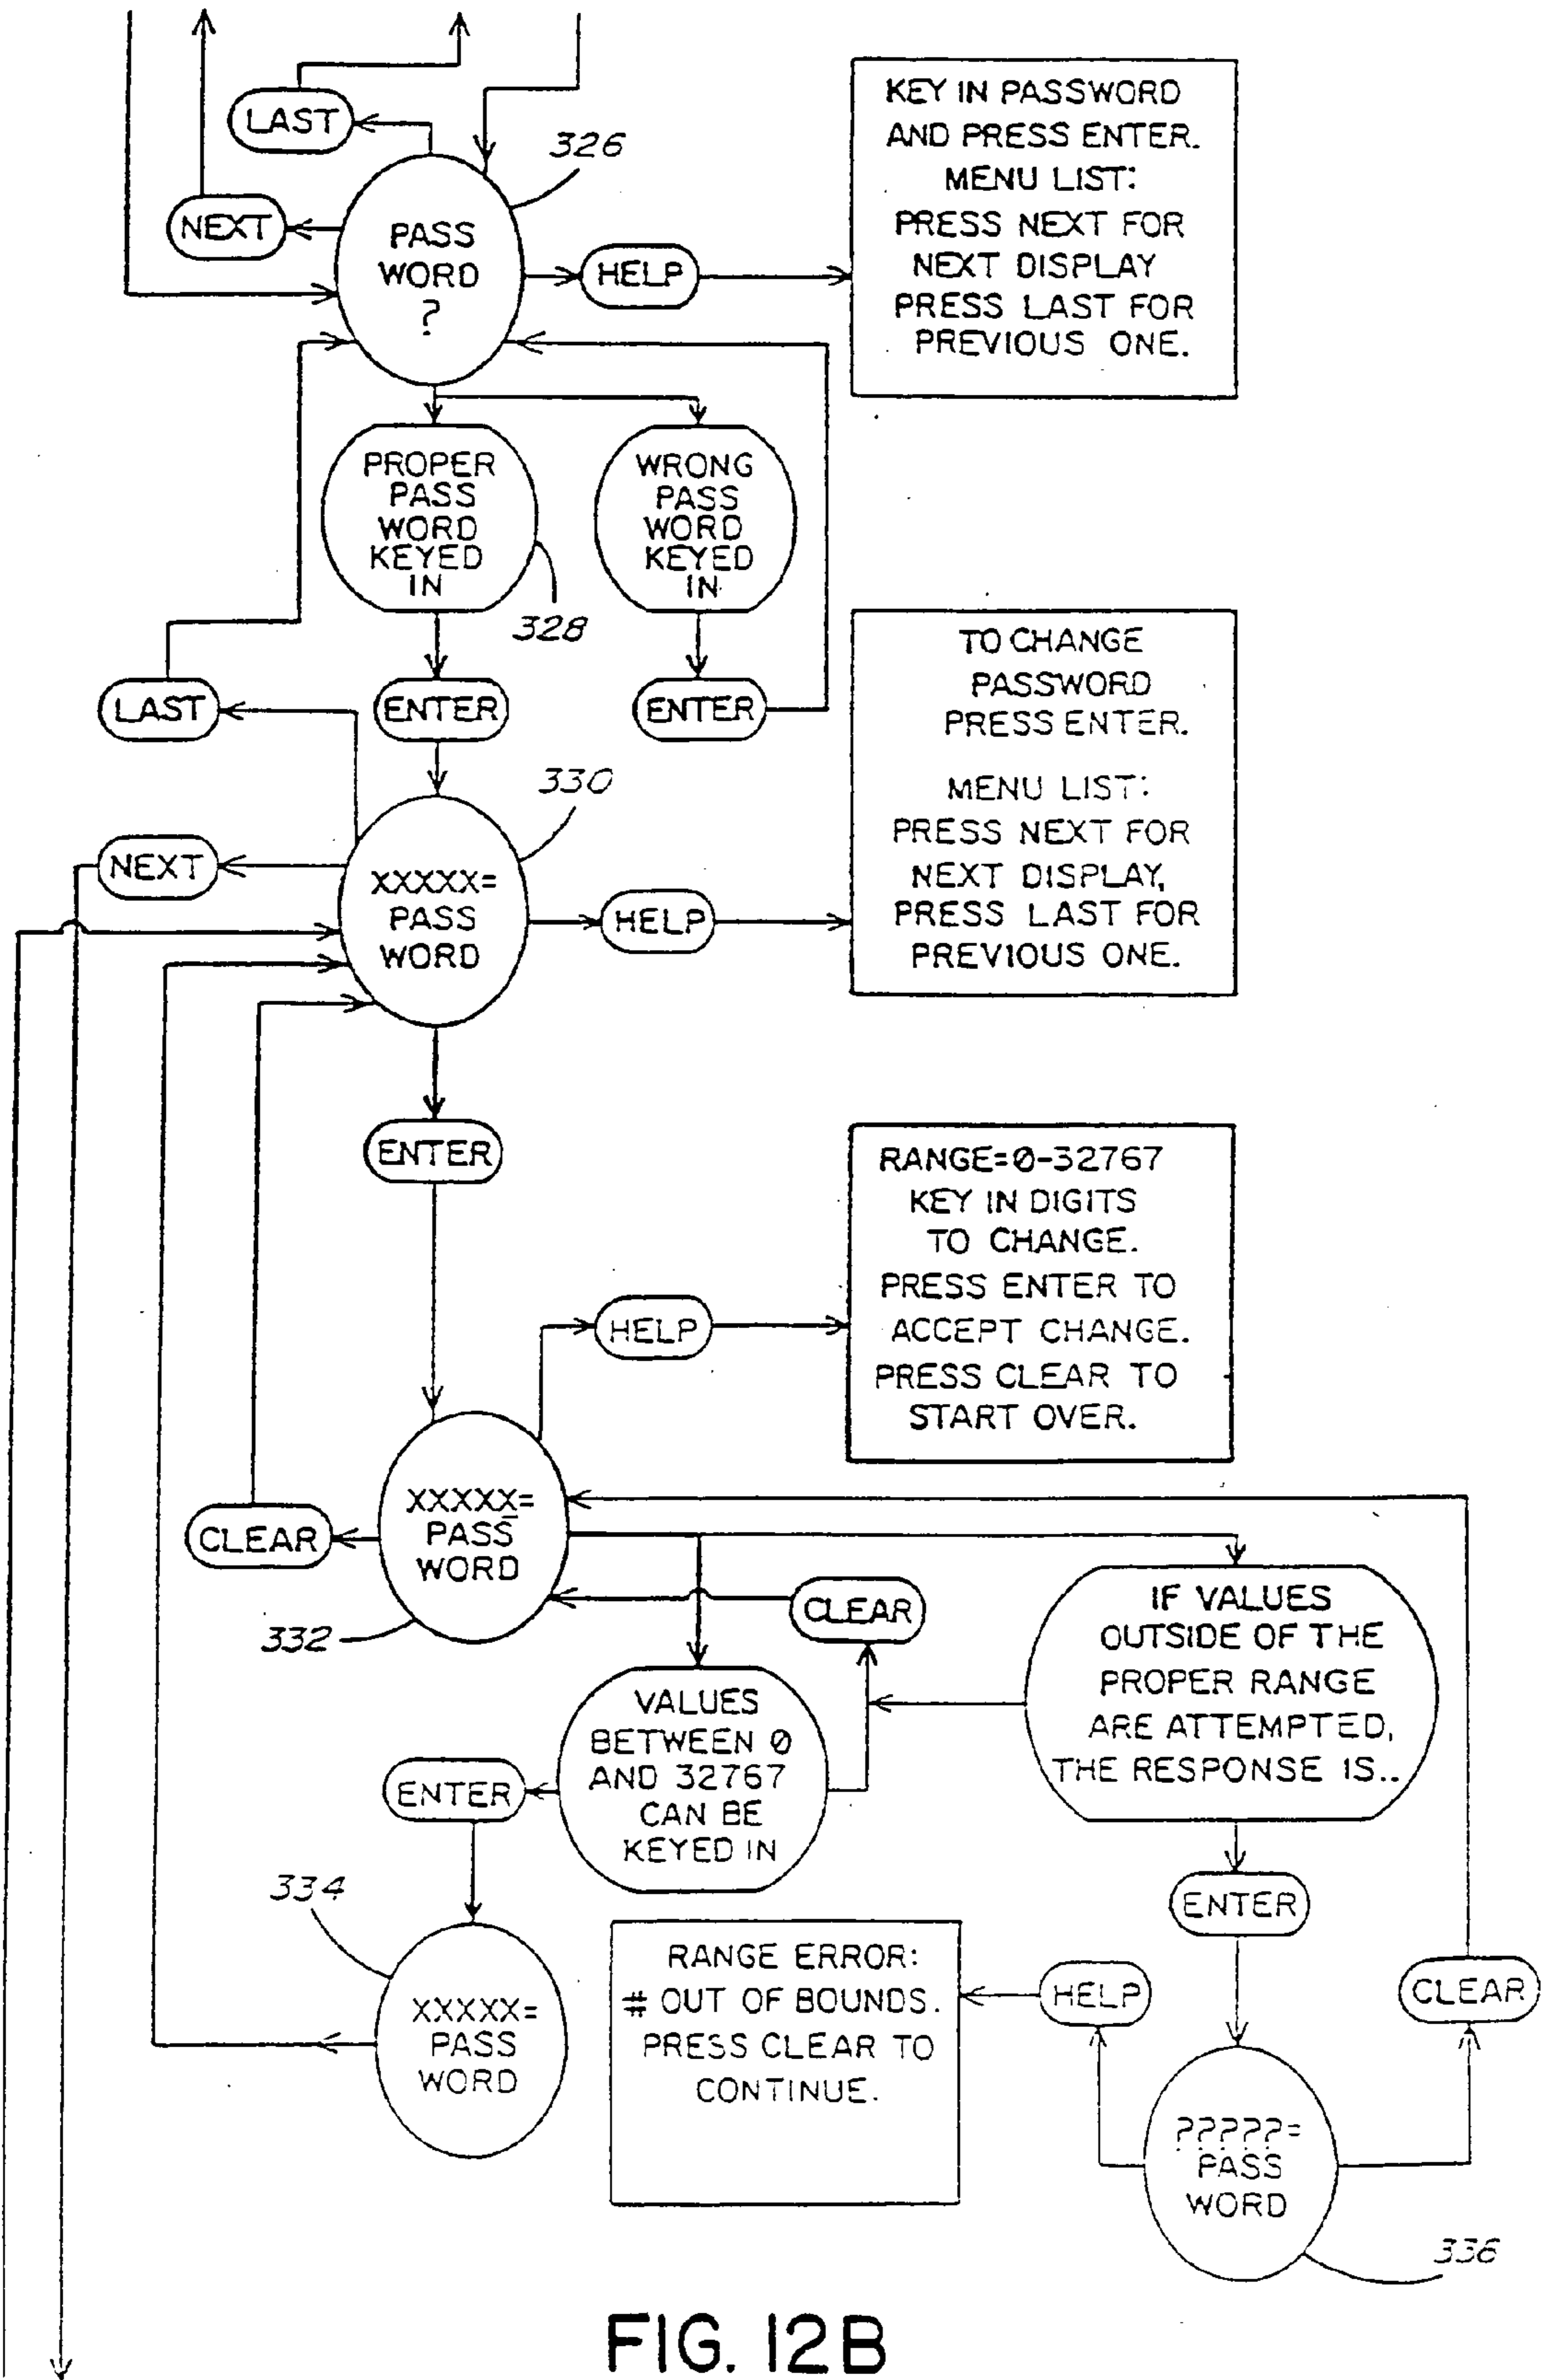 LAST
326
KEY IN PASSWORD
AND PRESS ENTER.
MENU LIST:
PRESS NEXT FOR
NEXT DISPLAY
PRESS LAST FOR
PREVIOUS ONE.
NEXT
PASS
WORD
?
HELP
PROPER
PASS
WORD
KEYED
IN
328
WRONG
PASS
WORD
KEYED
IN
TO CHANGE
PASSWORD
PRESS ENTER.
MENU LIST:
PRESS NEXT FOR
NEXT DISPLAY,
PRESS LAST FOR
PREVIOUS ONE.
LAST
ENTER
ENTER
330
NEXT
XXXXX=
PASS
WORD
HELP
ENTER
RANGE=0-32767
KEY IN DIGITS
TO CHANGE.
PRESS ENTER TO
ACCEPT CHANGE.
PRESS CLEAR TO
START OVER.
HELP
CLEAR
XXXXX=
PASS
WORD
332
CLEAR
IF VALUES
OUTSIDE OF THE
PROPER RANGE
ARE ATTEMPTED,
THE RESPONSE IS..
VALUES
BETWEEN 0
AND 32767
CAN BE
KEYED IN
ENTER
334
ENTER
XXXXX=
PASS
WORD
RANGE ERROR:
# OUT OF BOUNDS.
PRESS CLEAR TO
CONTINUE.
HELP
CLEAR
?????=
PASS
WORD
336
FIG. 12B